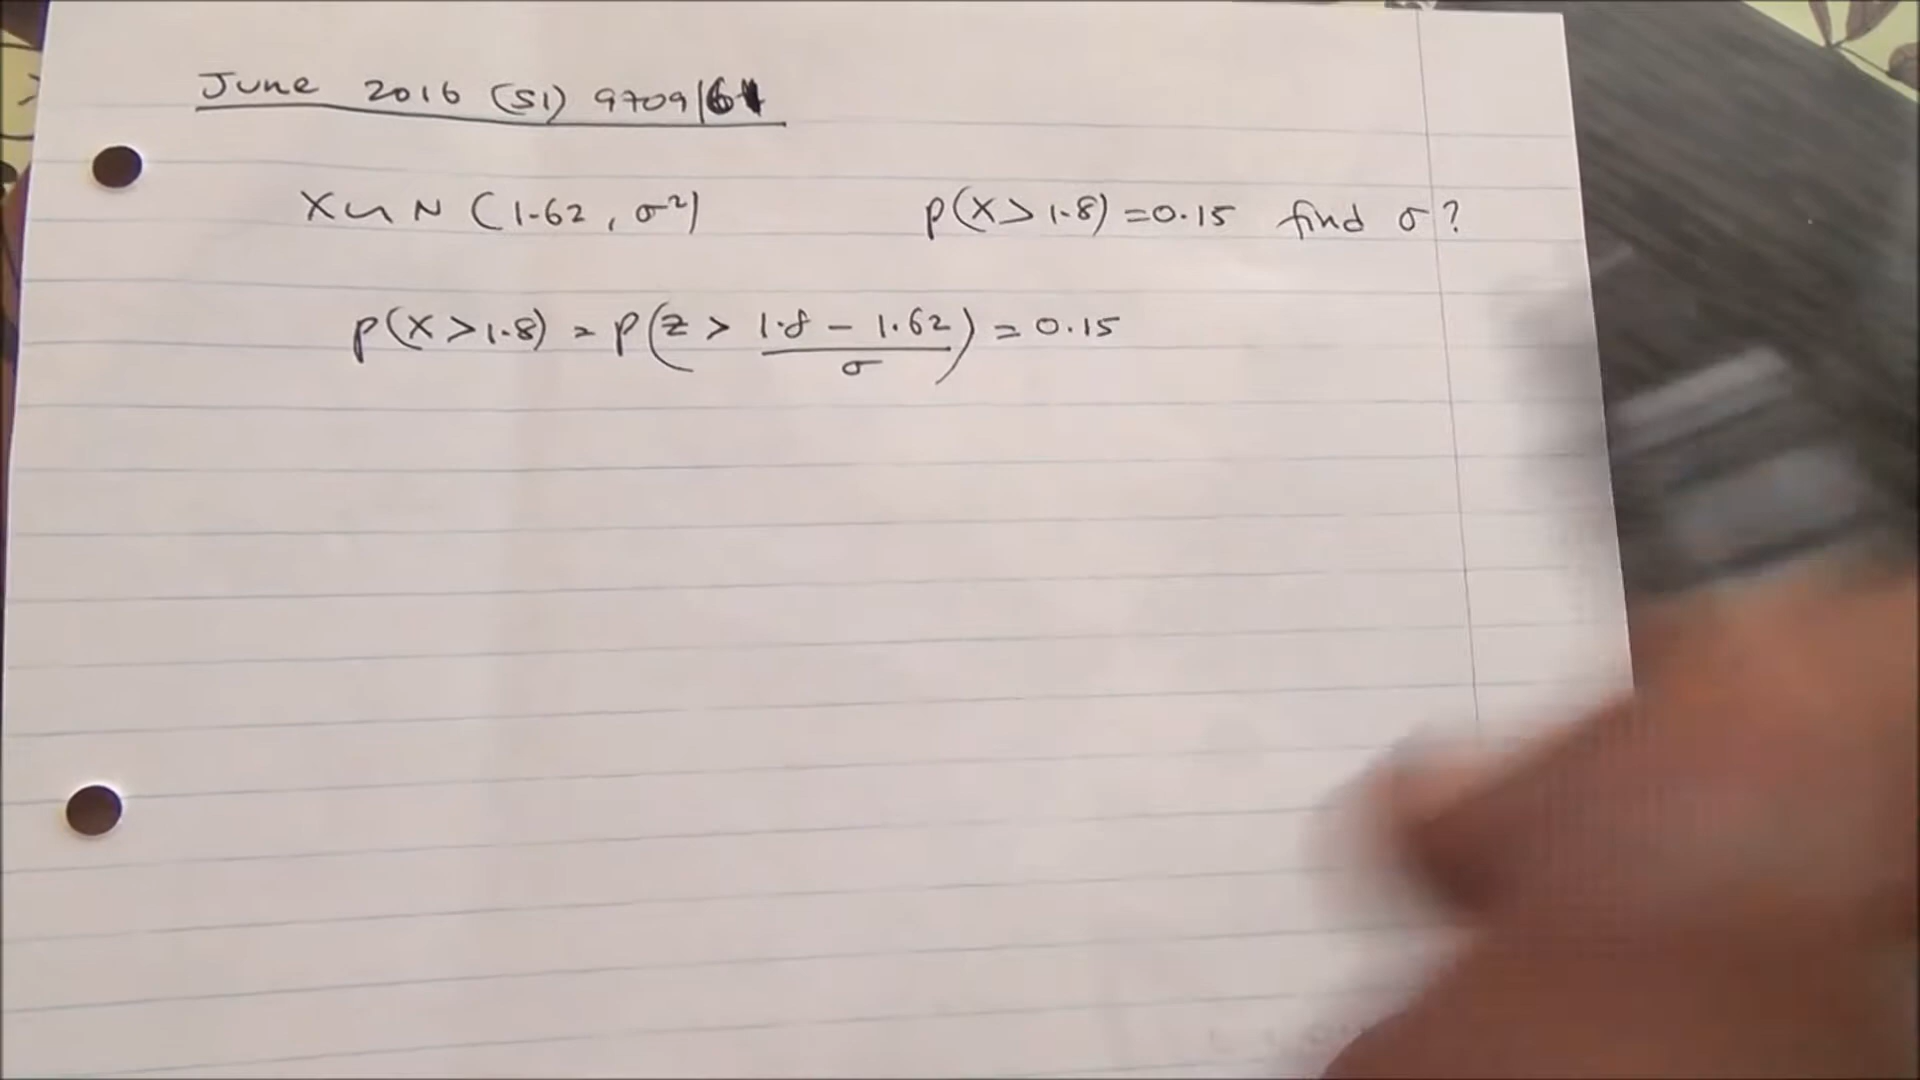 June 2016 (S1) 9709/61
X ~ N (1.62, σ²) P(X > 1.8) = 0.15 find σ?
P(X > 1.8) = P(Z > (1.8 - 1.62)/σ) = 0.15